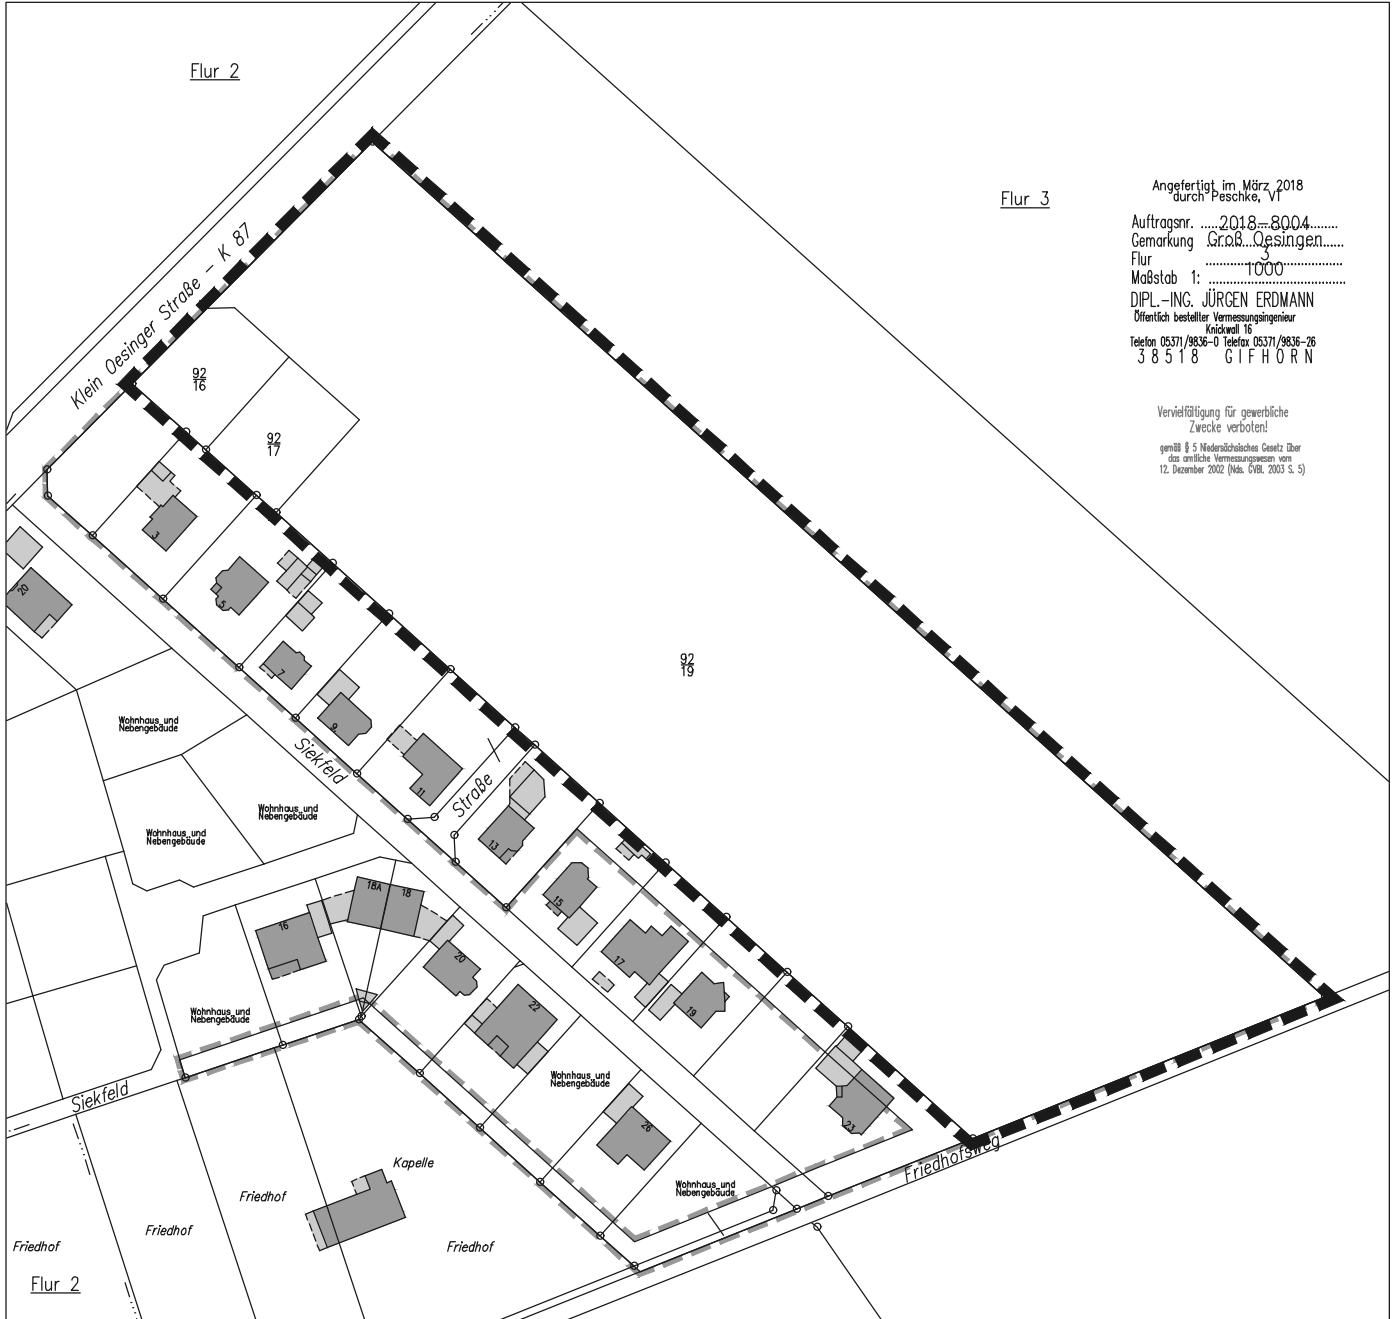 Flur 2
Flur 3
Angefertigt im März 2018
durch Peschke, VT
Auftragsnr. 2018-8004
Gemarkung Groß Oesingen
Flur 3
Maßstab 1: 1000
DIPL.-ING. JÜRGEN ERDMANN
Öffentlich bestellter Vermessungsingenieur
Knickwall 16
Telefon 05371/9836-0 Telefax 05371/9836-26
38518 GIFHORN
Vervielfältigung für gewerbliche
Zwecke verboten!
gemäß § 5 Niedersächsisches Gesetz über
das amtliche Vermessungswesen vom
12. Dezember 2002 (Nds. GVBl. 2003 S. 5)
Klein Oesinger Straße - K 87
92
16
92
17
92
19
3
5
7
9
11
13
15
17
19
23
20
Siekfeld
Straße
Wohnhaus und
Nebengebäude
Wohnhaus und
Nebengebäude
Wohnhaus und
Nebengebäude
16
18A
18
20
22
26
Wohnhaus und
Nebengebäude
Wohnhaus und
Nebengebäude
Wohnhaus und
Nebengebäude
Siekfeld
Friedhofsweg
Kapelle
Friedhof
Friedhof
Friedhof
Friedhof
Flur 2